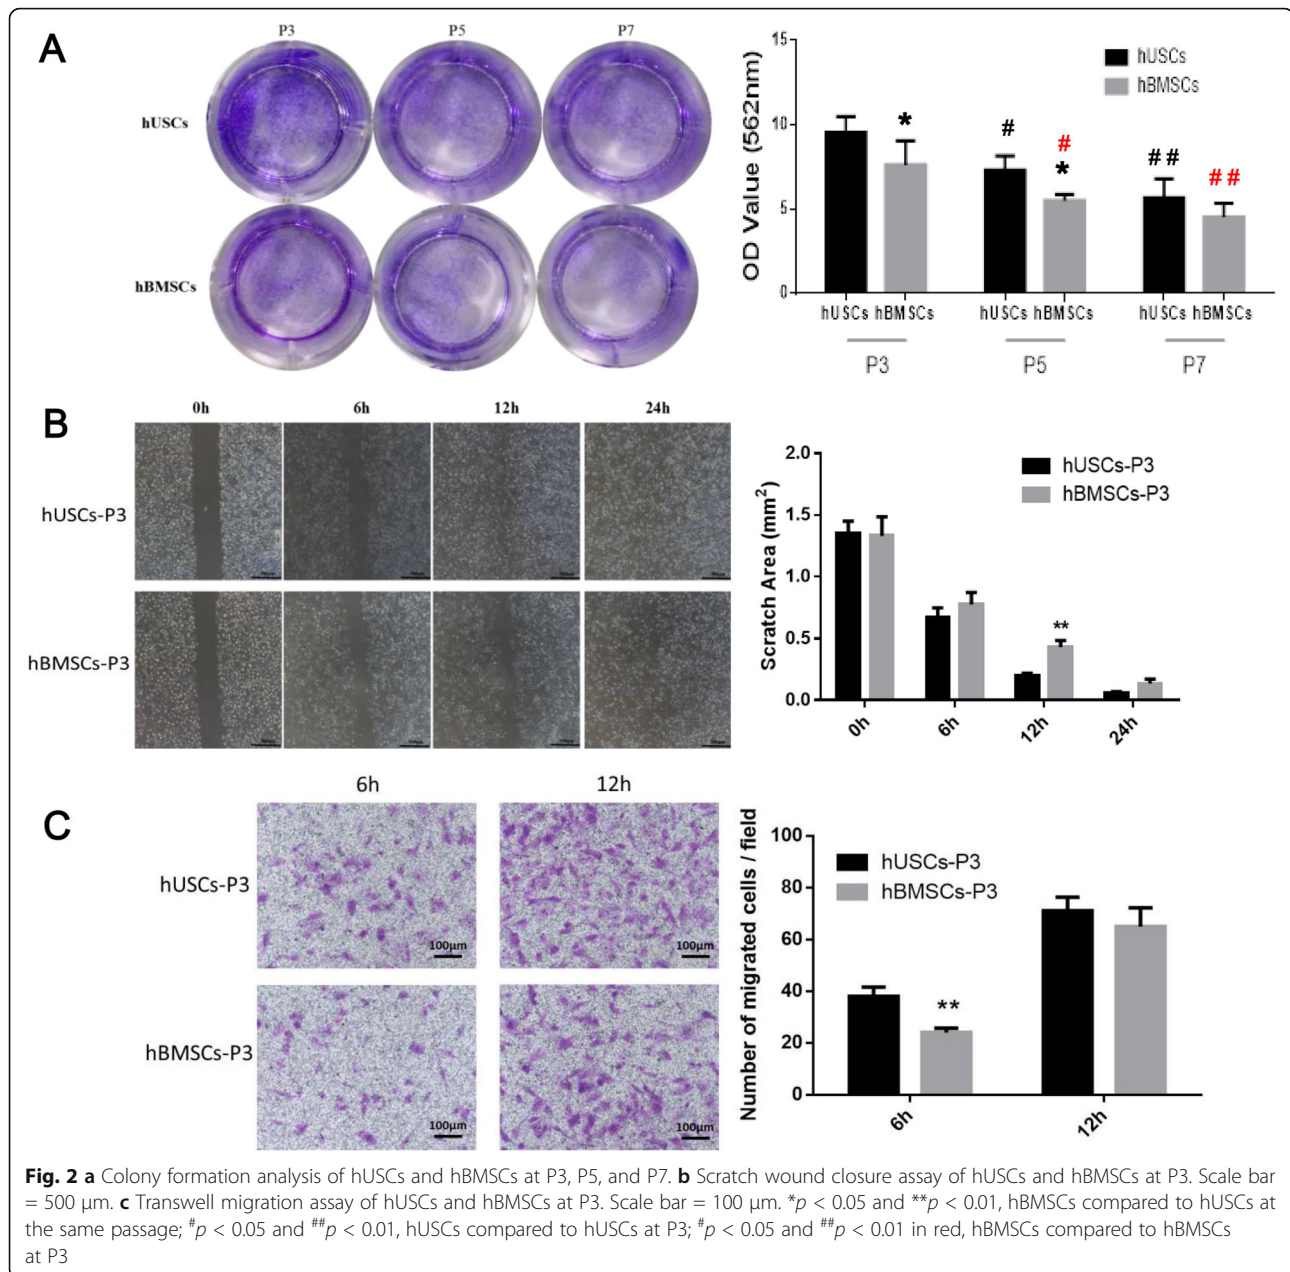 A
P3 P5 P7
hUSCs
hBMSCs
OD Value (562nm)
15
10
5
0
hUSCs
hBMSCs
*
#
#
*
##
##
hUSCs hBMSCs hUSCs hBMSCs hUSCs hBMSCs
P3 P5 P7
B
0h 6h 12h 24h
hUSCs-P3
hBMSCs-P3
Scratch Area (mm²)
2.0
1.5
1.0
0.5
0.0
hUSCs-P3
hBMSCs-P3
**
0h 6h 12h 24h
C
6h 12h
hUSCs-P3
100μm 100μm
hBMSCs-P3
100μm 100μm
Number of migrated cells / field
100
80
60
40
20
0
hUSCs-P3
hBMSCs-P3
**
6h 12h
Fig. 2 a Colony formation analysis of hUSCs and hBMSCs at P3, P5, and P7. b Scratch wound closure assay of hUSCs and hBMSCs at P3. Scale bar
= 500 μm. c Transwell migration assay of hUSCs and hBMSCs at P3. Scale bar = 100 μm. *p < 0.05 and **p < 0.01, hBMSCs compared to hUSCs at
the same passage; #p < 0.05 and ##p < 0.01, hUSCs compared to hUSCs at P3; #p < 0.05 and ##p < 0.01 in red, hBMSCs compared to hBMSCs
at P3